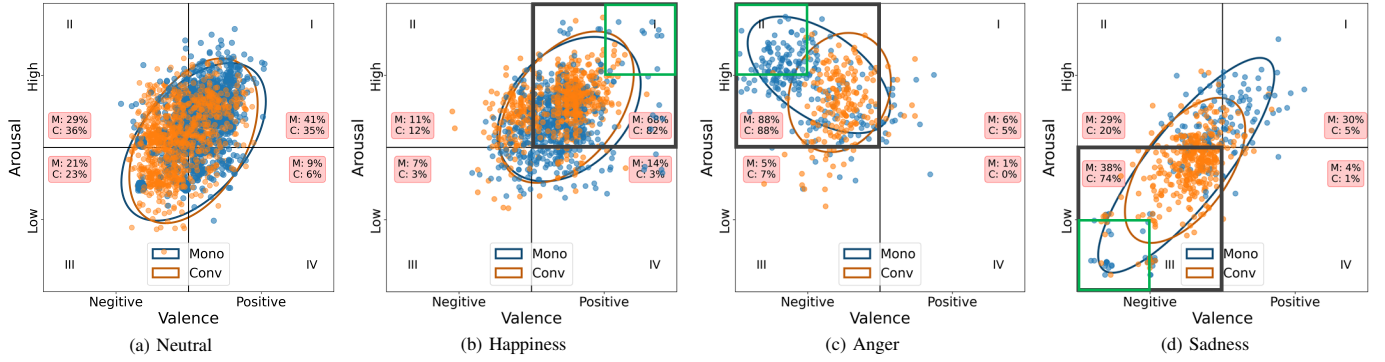 Arousal
High
Low
II
I
M: 29%
C: 36%
M: 41%
C: 35%
M: 21%
C: 23%
M: 9%
C: 6%
III
IV
Mono
Conv
Negitive
Positive
Valence
(a) Neutral
Arousal
High
Low
II
I
M: 11%
C: 12%
M: 68%
C: 82%
M: 7%
C: 3%
M: 14%
C: 3%
III
IV
Mono
Conv
Negitive
Positive
Valence
(b) Happiness
Arousal
High
Low
II
I
M: 88%
C: 88%
M: 6%
C: 5%
M: 5%
C: 7%
M: 1%
C: 0%
III
IV
Mono
Conv
Negitive
Positive
Valence
(c) Anger
Arousal
High
Low
II
I
M: 29%
C: 20%
M: 30%
C: 5%
M: 38%
C: 74%
M: 4%
C: 1%
III
IV
Mono
Conv
Negitive
Positive
Valence
(d) Sadness